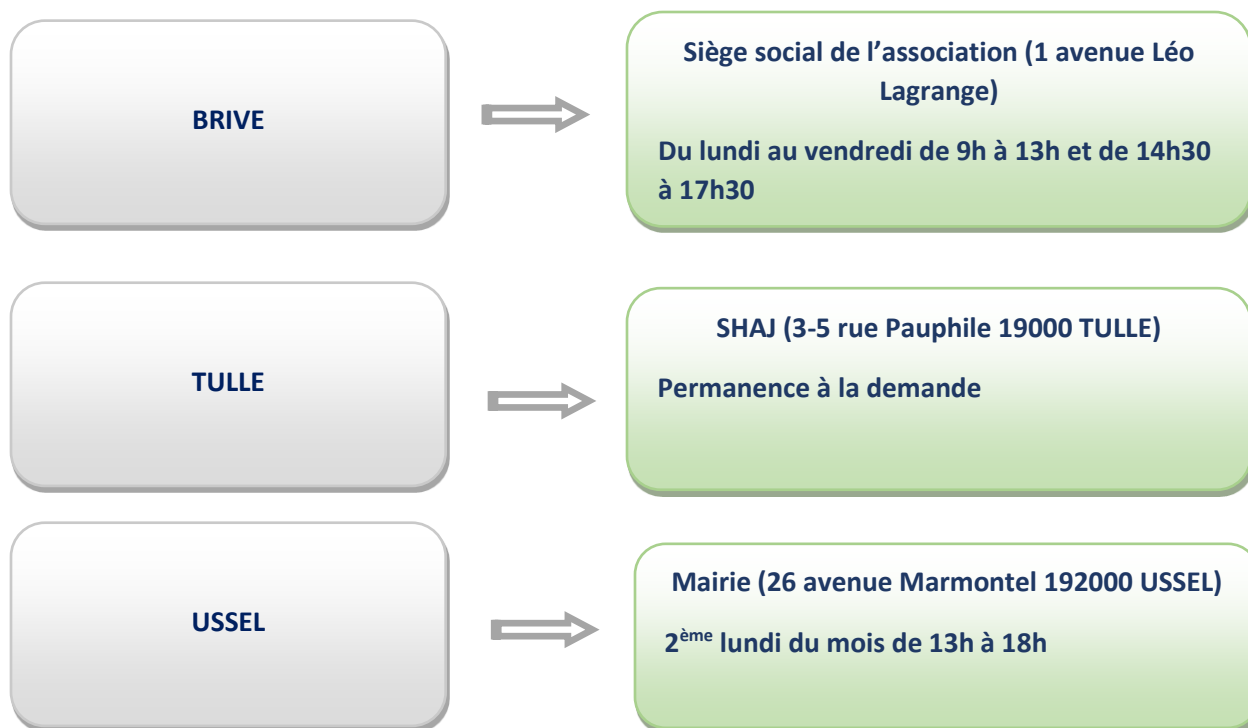 BRIVE
Siège social de l’association (1 avenue Léo
Lagrange)
Du lundi au vendredi de 9h à 13h et de 14h30
à 17h30
TULLE
SHAJ (3-5 rue Pauphile 19000 TULLE)
Permanence à la demande
USSEL
Mairie (26 avenue Marmontel 192000 USSEL)
2ème lundi du mois de 13h à 18h